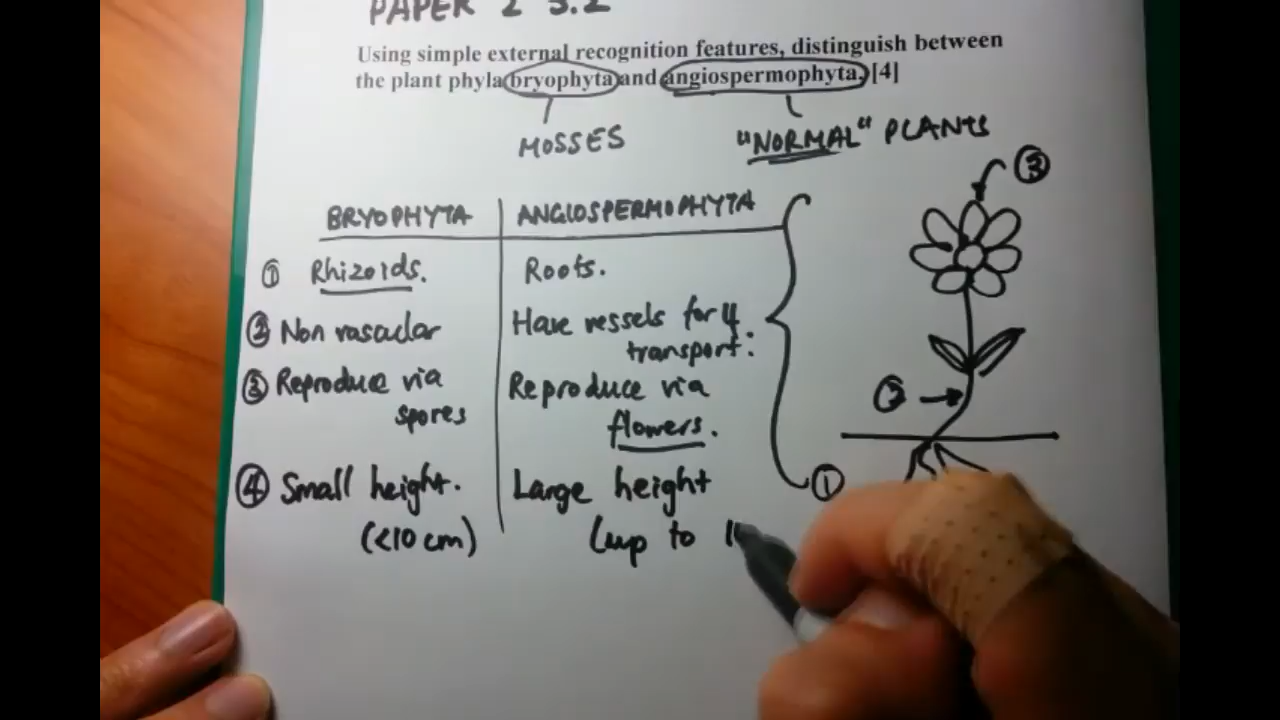 PAPER 2 3.2
Using simple external recognition features, distinguish between
the plant phyla bryophyta and angiospermophyta. [4]
MOSSES
"NORMAL" PLANTS
③
BRYOPHYTA ANGIOSPERMOPHYTA
① Rhizoids. Roots.
② Non vascular Have vessels for
transport.
③ Reproduce via Reproduce via
spores flowers.
②
④ Small height. Large height
①
(<10 cm) (up to 1